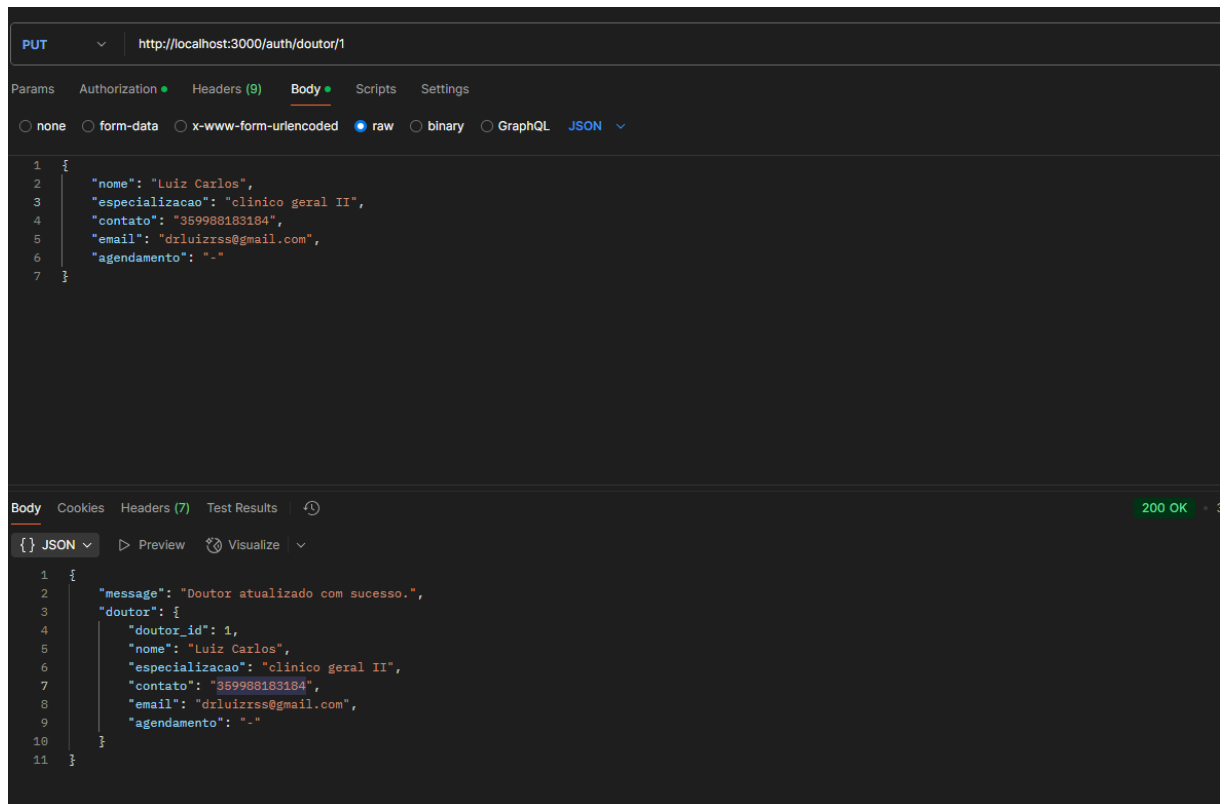 PUT http://localhost:3000/auth/doutor/1
Params Authorization Headers (9) Body Scripts Settings
none form-data x-www-form-urlencoded raw binary GraphQL JSON
1 {
2 "nome": "Luiz Carlos",
3 "especializacao": "clinico geral II",
4 "contato": "359988183184",
5 "email": "drluizrss@gmail.com",
6 "agendamento": "-"
7 }
Body Cookies Headers (7) Test Results 200 OK
{} JSON Preview Visualize
1 {
2 "message": "Doutor atualizado com sucesso.",
3 "doutor": {
4 "doutor_id": 1,
5 "nome": "Luiz Carlos",
6 "especializacao": "clinico geral II",
7 "contato": "359988183184",
8 "email": "drluizrss@gmail.com",
9 "agendamento": "-"
10 }
11 }